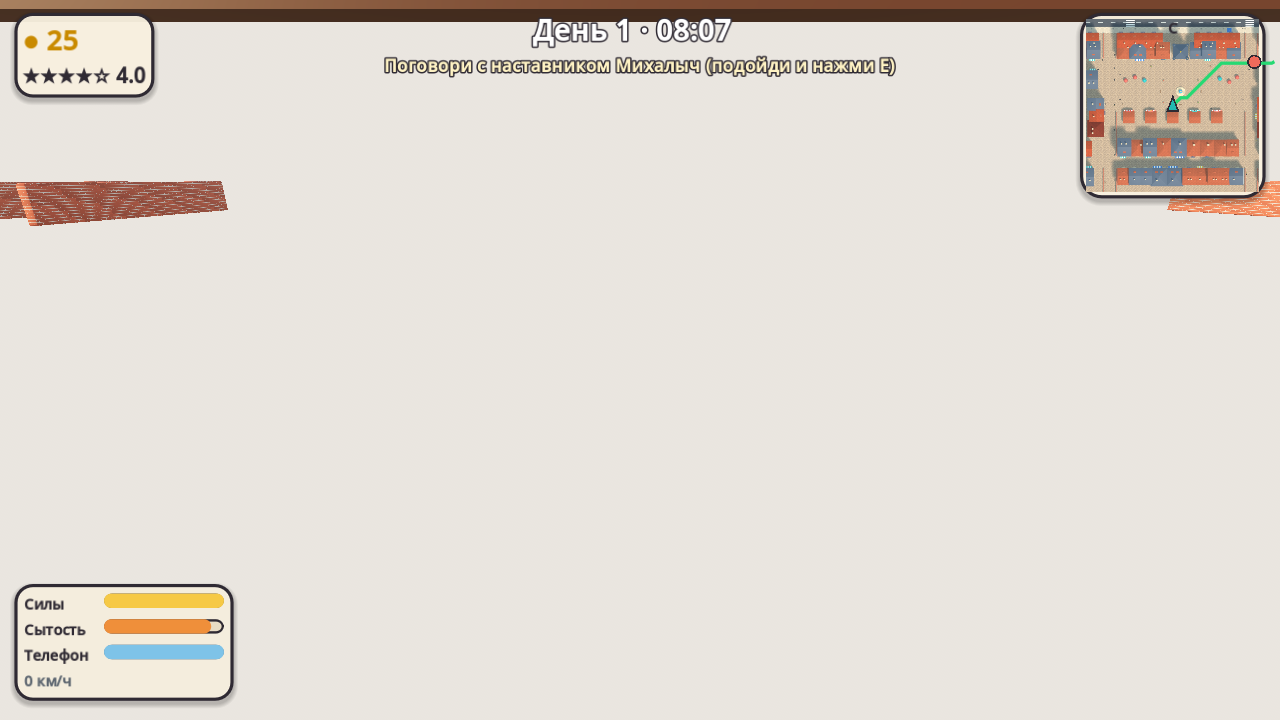 25
★★★★☆ 4.0
День 1 · 08:07
Поговори с наставником Михалыч (подойди и нажми E)
С
Силы
Сытость
Телефон
0 км/ч